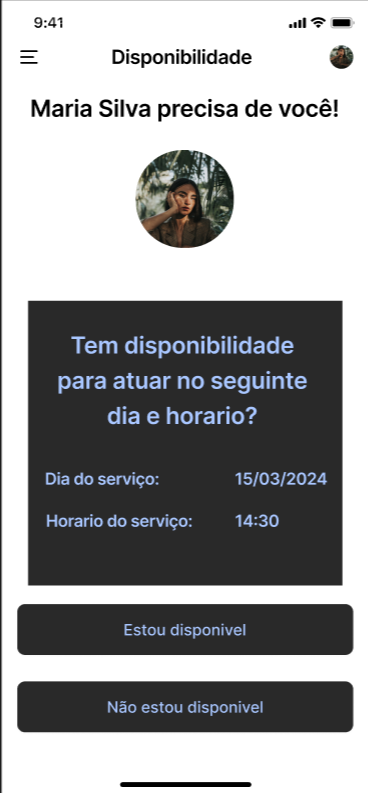 9:41
Disponibilidade
Maria Silva precisa de você!
Tem disponibilidade
para atuar no seguinte
dia e horario?
Dia do serviço: 15/03/2024
Horario do serviço: 14:30
Estou disponivel
Não estou disponivel